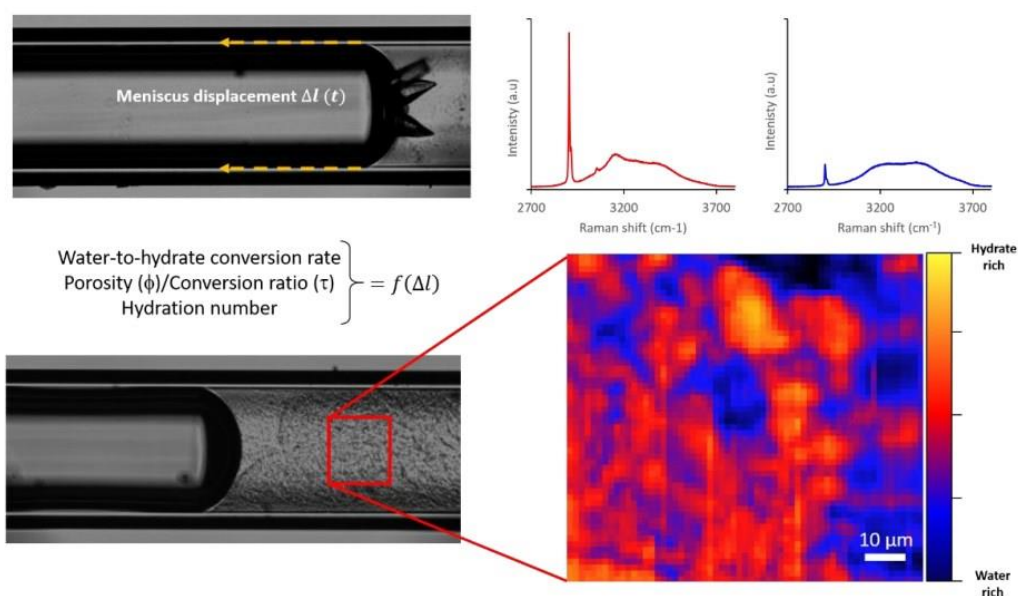 Meniscus displacement Δl (t)
Intenisty (a.u)
2700
3200
3700
Raman shift (cm-1)
Intenisty (a.u)
2700
3200
3700
Raman shift (cm⁻¹)
Water-to-hydrate conversion rate
Porosity (ϕ)/Conversion ratio (τ)
Hydration number
= f(Δl)
Hydrate
rich
10 μm
Water
rich